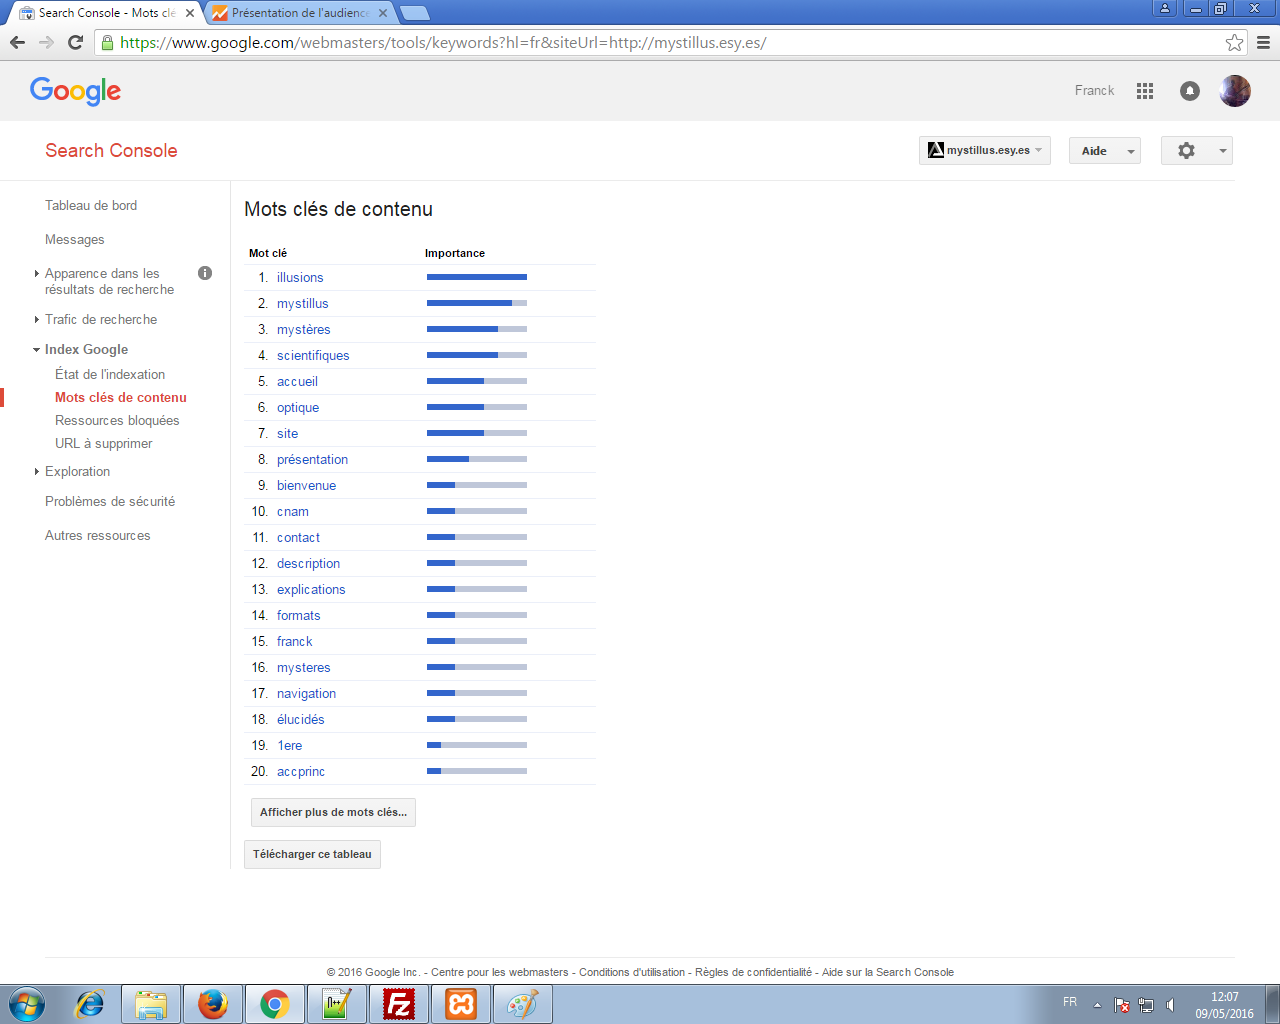 Search Console - Mots clé
Présentation de l'audience
https://www.google.com/webmasters/tools/keywords?hl=fr&siteUrl=http://mystillus.esy.es/
Google
Franck
Search Console
mystillus.esy.es
Aide
Tableau de bord
Messages
Apparence dans les
résultats de recherche
Trafic de recherche
Index Google
État de l'indexation
Mots clés de contenu
Ressources bloquées
URL à supprimer
Exploration
Problèmes de sécurité
Autres ressources
Mots clés de contenu
Mot clé Importance
1. illusions
2. mystillus
3. mystères
4. scientifiques
5. accueil
6. optique
7. site
8. présentation
9. bienvenue
10. cnam
11. contact
12. description
13. explications
14. formats
15. franck
16. mysteres
17. navigation
18. élucidés
19. 1ere
20. accprinc
Afficher plus de mots clés...
Télécharger ce tableau
© 2016 Google Inc. - Centre pour les webmasters - Conditions d'utilisation - Règles de confidentialité - Aide sur la Search Console
FR
12:07
09/05/2016